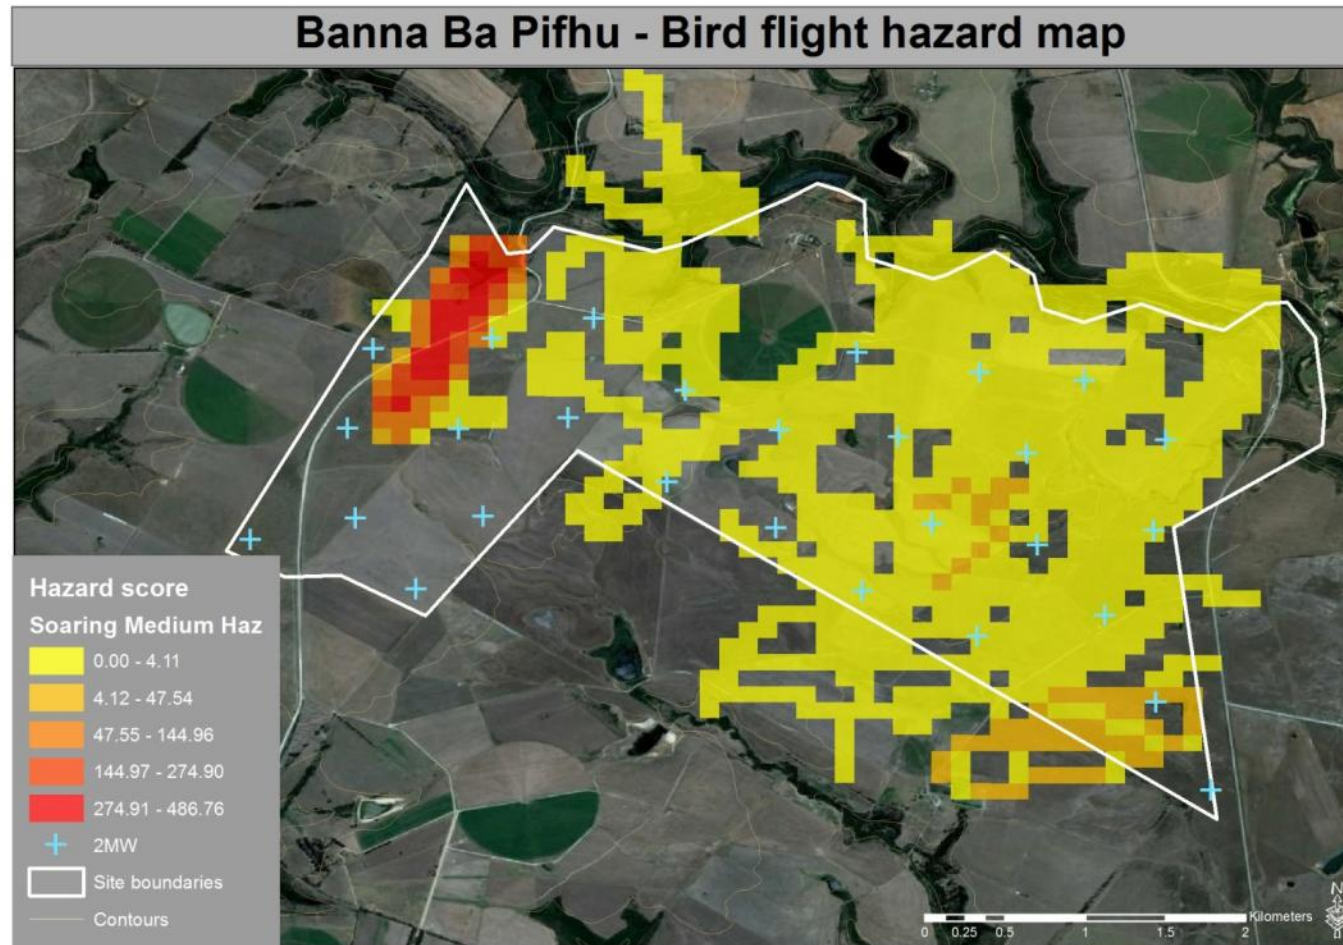 Banna Ba Pifhu - Bird flight hazard map
Hazard score
Soaring Medium Haz
0.00 - 4.11
4.12 - 47.54
47.55 - 144.96
144.97 - 274.90
274.91 - 486.76
2MW
Site boundaries
Contours
Kilometers
0 0.25 0.5 1 1.5 2
N